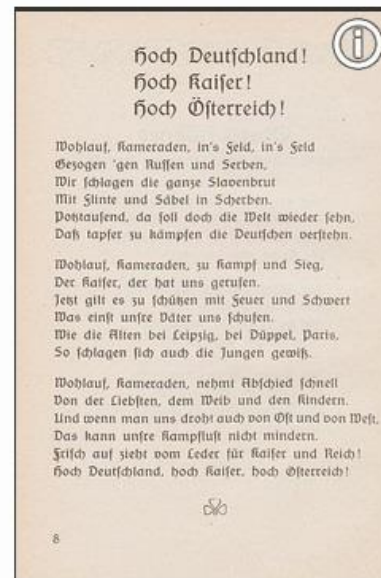 Hoch Deutſchland!
Hoch Kaiſer!
Hoch Öſterreich!
Wohlauf, Kameraden, in's Feld, in's Feld
Gezogen 'gen Ruſſen und Serben,
Wir ſchlagen die ganze Slavenbrut
Mit Flinte und Säbel in Scherben.
Potztauſend, da ſoll doch die Welt wieder ſehn,
Daß tapfer zu kämpfen die Deutſchen verſtehn.
Wohlauf, Kameraden, zu Kampf und Sieg,
Der Kaiſer, der hat uns gerufen.
Jetzt gilt es zu ſchützen mit Feuer und Schwert
Was einſt unſre Väter uns ſchufen.
Wie die Alten bei Leipzig, bei Düppel, Paris,
So ſchlagen ſich auch die Jungen gewiß.
Wohlauf, Kameraden, nehmt Abſchied ſchnell
Von der Liebſten, dem Weib und den Kindern.
Und wenn man uns droht auch von Oſt und von Weſt,
Das kann unſre Kampfluſt nicht mindern.
Friſch auf zieht vom Leder für Kaiſer und Reich!
Hoch Deutſchland, hoch Kaiſer, hoch Öſterreich!
8